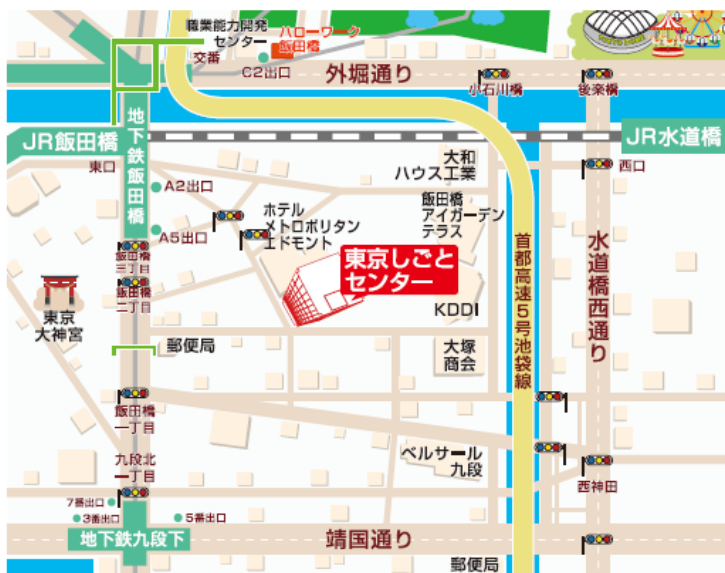 職業能力開発
センター
ハローワーク
飯田橋
交番
C2出口
外堀通り
小石川橋
後楽橋
JR飯田橋
地下鉄飯田橋
JR水道橋
東口
西口
A2出口
A5出口
大和
ハウス工業
飯田橋
アイガーデン
テラス
ホテル
メトロポリタン
エドモント
飯田橋
三丁目
飯田橋
二丁目
東京しごと
センター
東京
大神宮
KDDI
首都高速5号池袋線
水道橋西通り
郵便局
大塚
商会
飯田橋
一丁目
九段北
一丁目
ベルサール
九段
西神田
7番出口
3番出口
5番出口
地下鉄九段下
靖国通り
郵便局